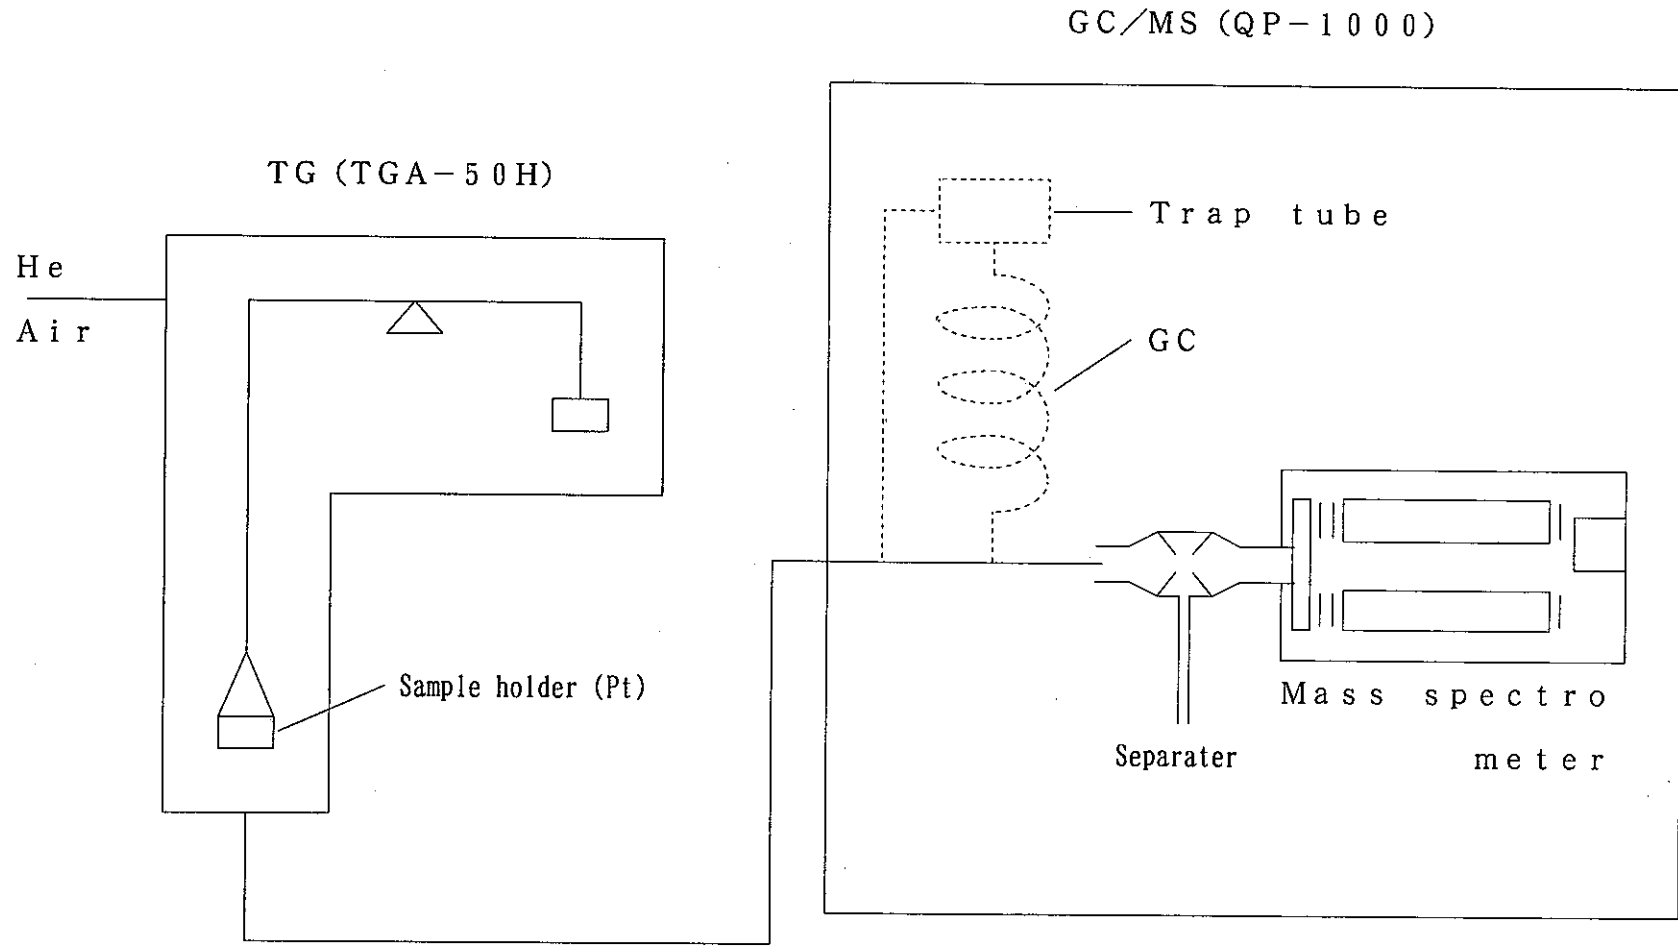 GC/MS (QP-1000)
TG (TGA-50H)
Trap tube
He
Air
GC
Sample holder (Pt)
Mass spectro
meter
Separater